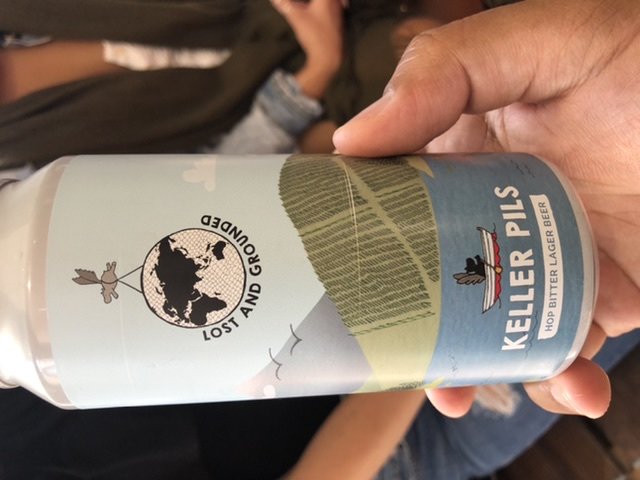 LOST AND GROUNDED
KELLER PILS
HOP BITTER LAGER BEER